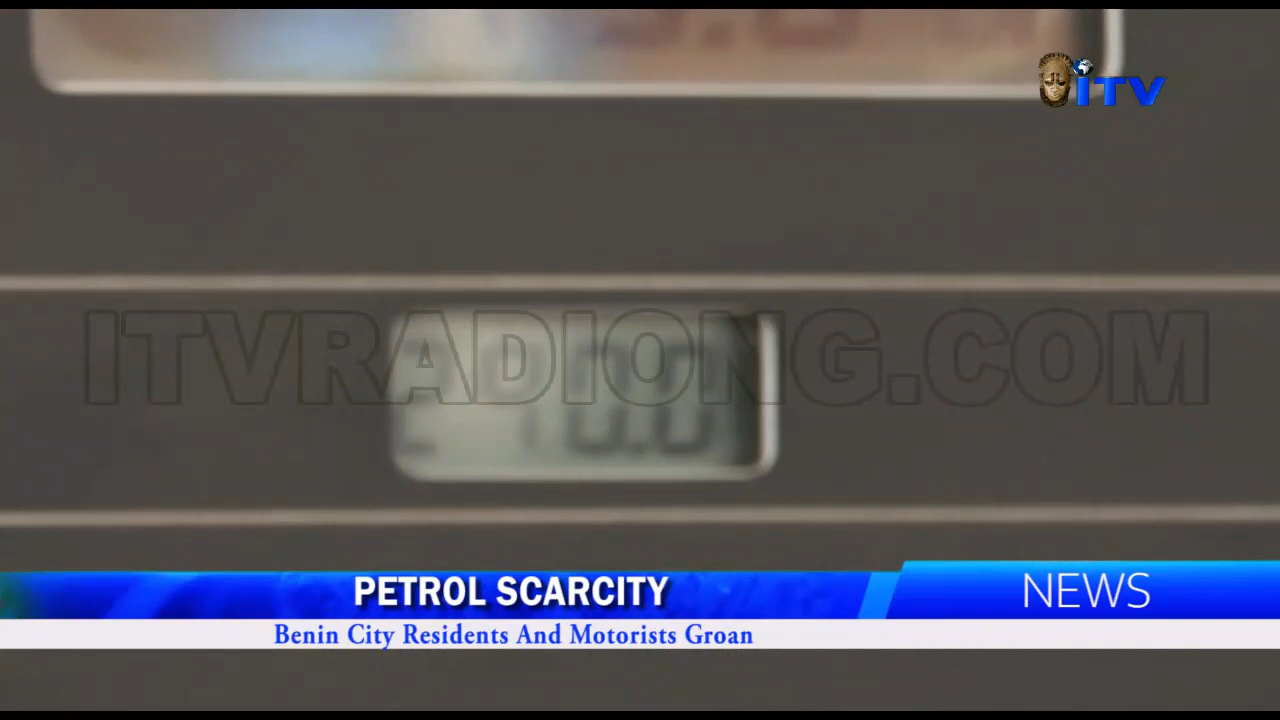 iTV
ITVRADIONG.COM
PETROL SCARCITY
NEWS
Benin City Residents And Motorists Groan